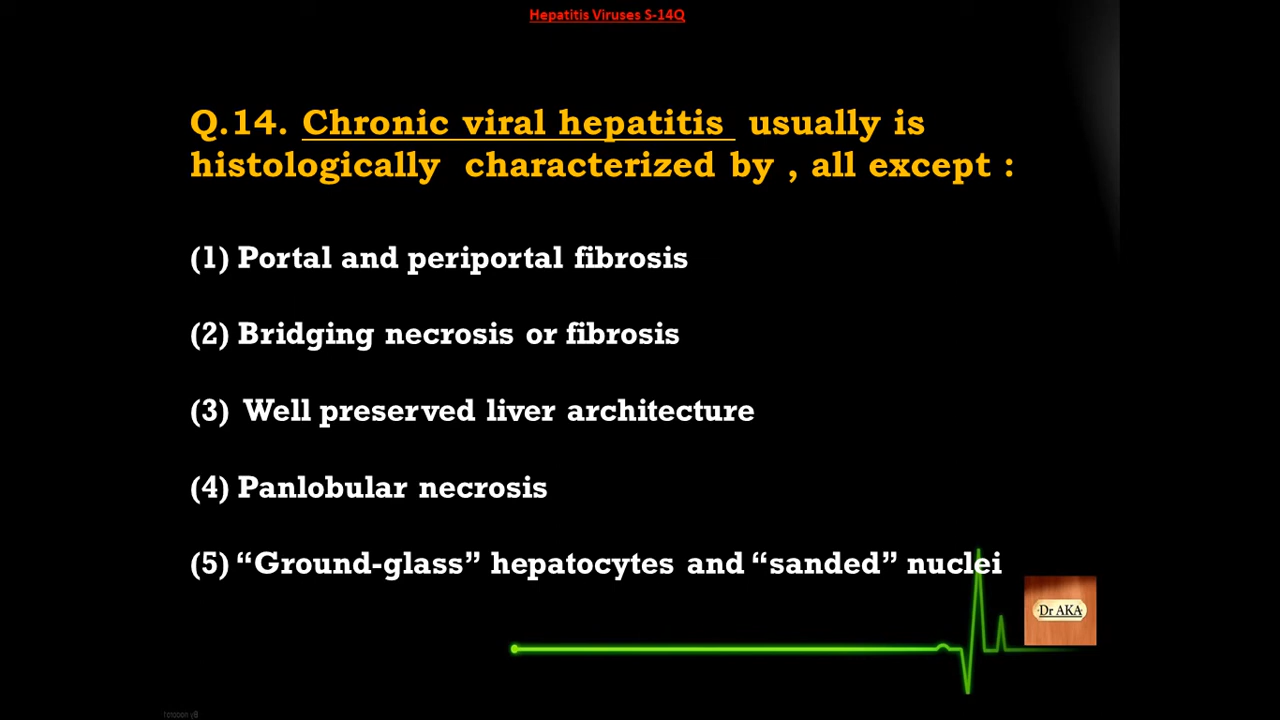 Hepatitis Viruses S-14Q
Q.14. Chronic viral hepatitis usually is
histologically characterized by , all except :
(1) Portal and periportal fibrosis
(2) Bridging necrosis or fibrosis
(3) Well preserved liver architecture
(4) Panlobular necrosis
(5) “Ground-glass” hepatocytes and “sanded” nuclei
Dr AKA